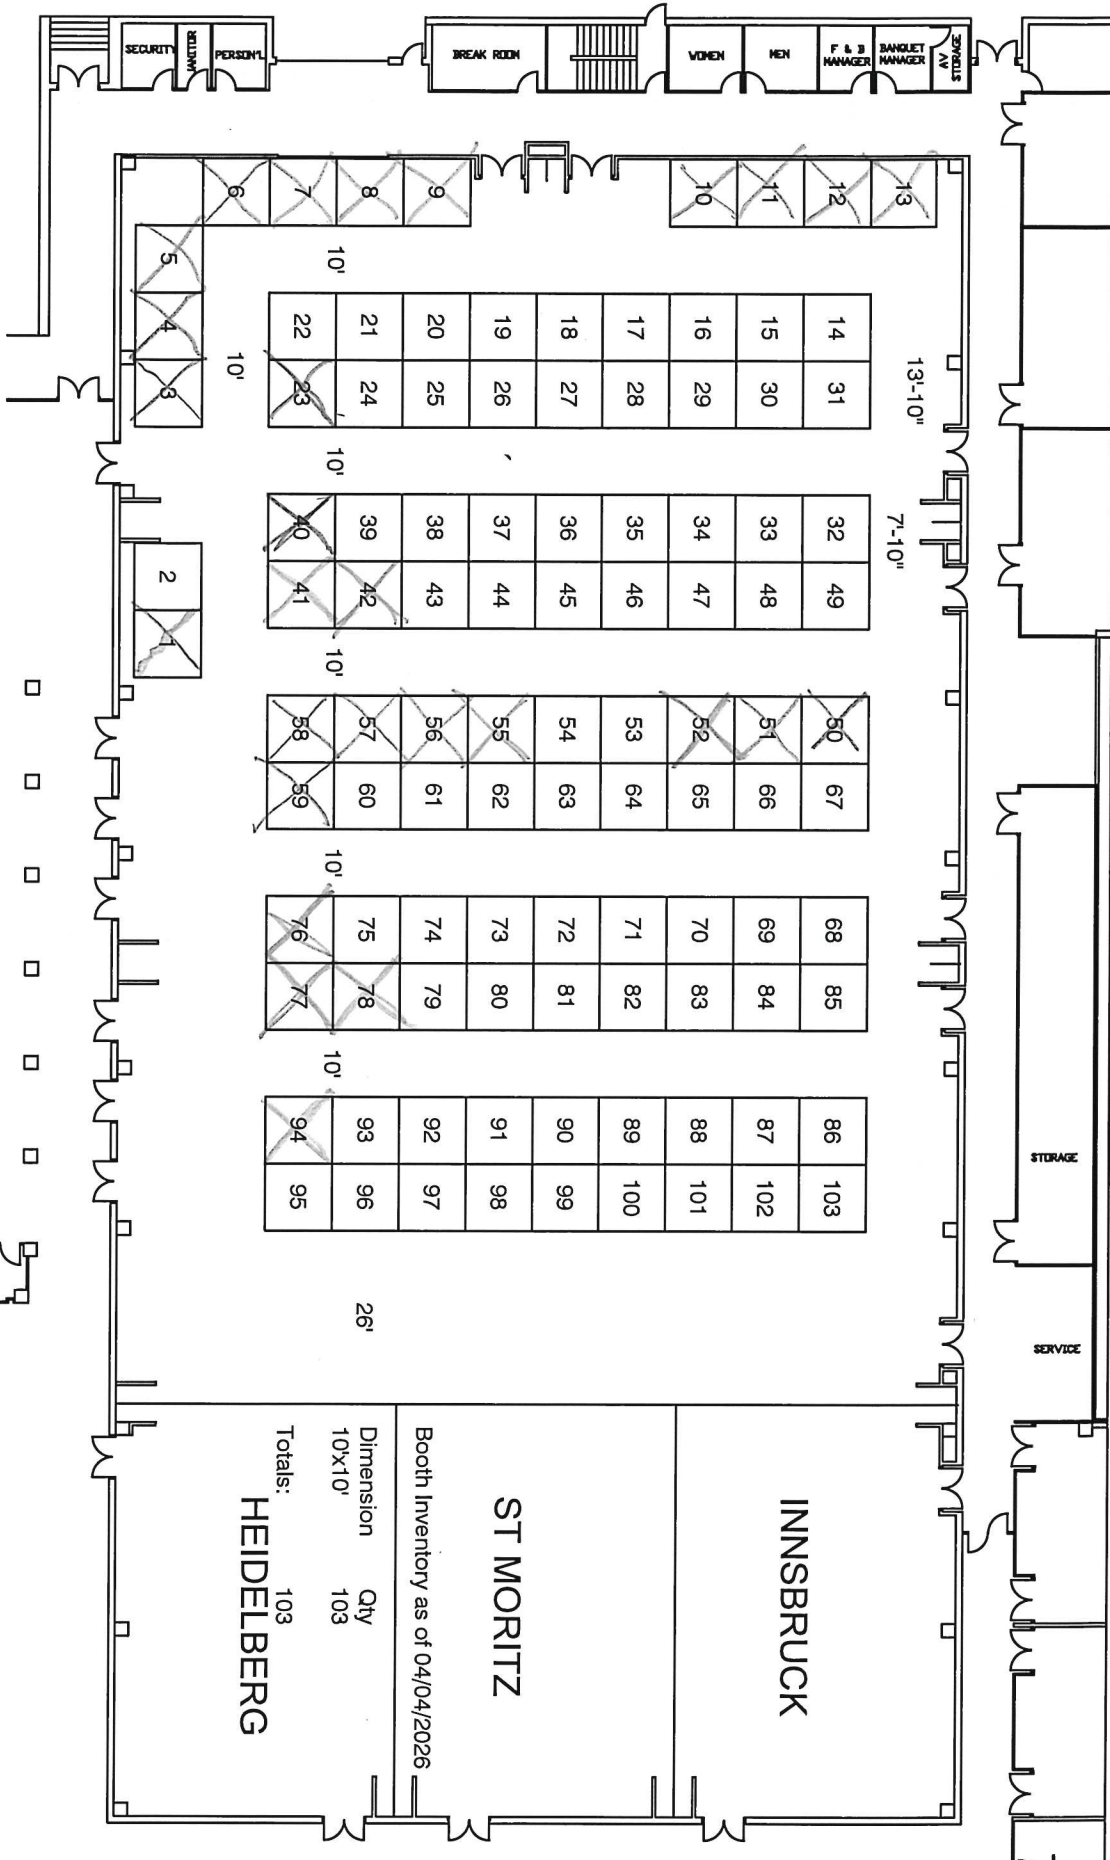 SECURITY
JANITOR
PERSON'L
BREAK ROOM
WOMEN
MEN
F & B
MANAGER
BANQUET
MANAGER
AV
STORAGE
6 7 8 9 10 11 12 13
5
4
3
10'
10'
22 21 20 19 18 17 16 15 14
23 24 25 26 27 28 29 30 31
13'-10"
10'
7'-10"
40 39 38 37 36 35 34 33 32
41 42 43 44 45 46 47 48 49
2
1
10'
58 57 56 55 54 53 52 51 50
59 60 61 62 63 64 65 66 67
10'
76 75 74 73 72 71 70 69 68
77 78 79 80 81 82 83 84 85
10'
94 93 92 91 90 89 88 87 86
95 96 97 98 99 100 101 102 103
STORAGE
26'
SERVICE
INNSBRUCK
ST MORITZ
Booth Inventory as of 04/04/2026
Dimension Qty
10'x10' 103
Totals: 103
HEIDELBERG